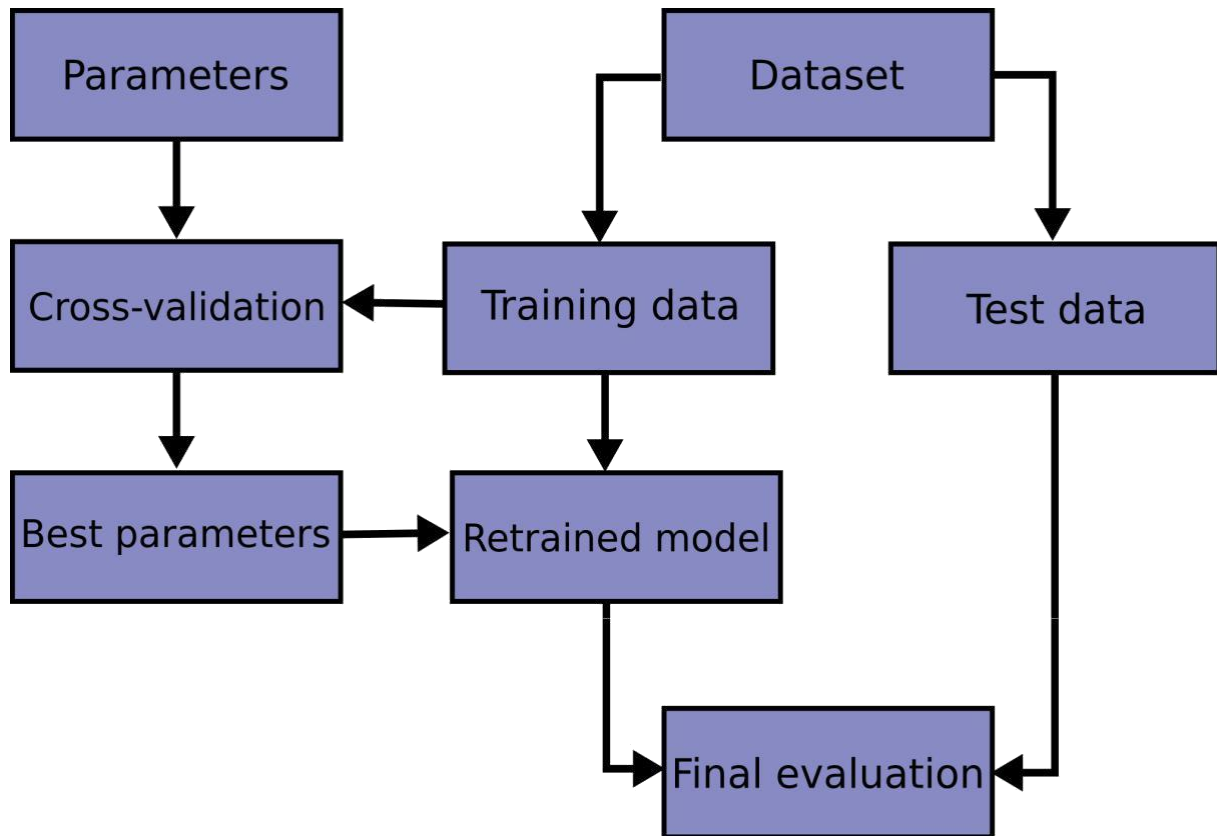 Parameters
Dataset
Cross-validation
Training data
Test data
Best parameters
Retrained model
Final evaluation